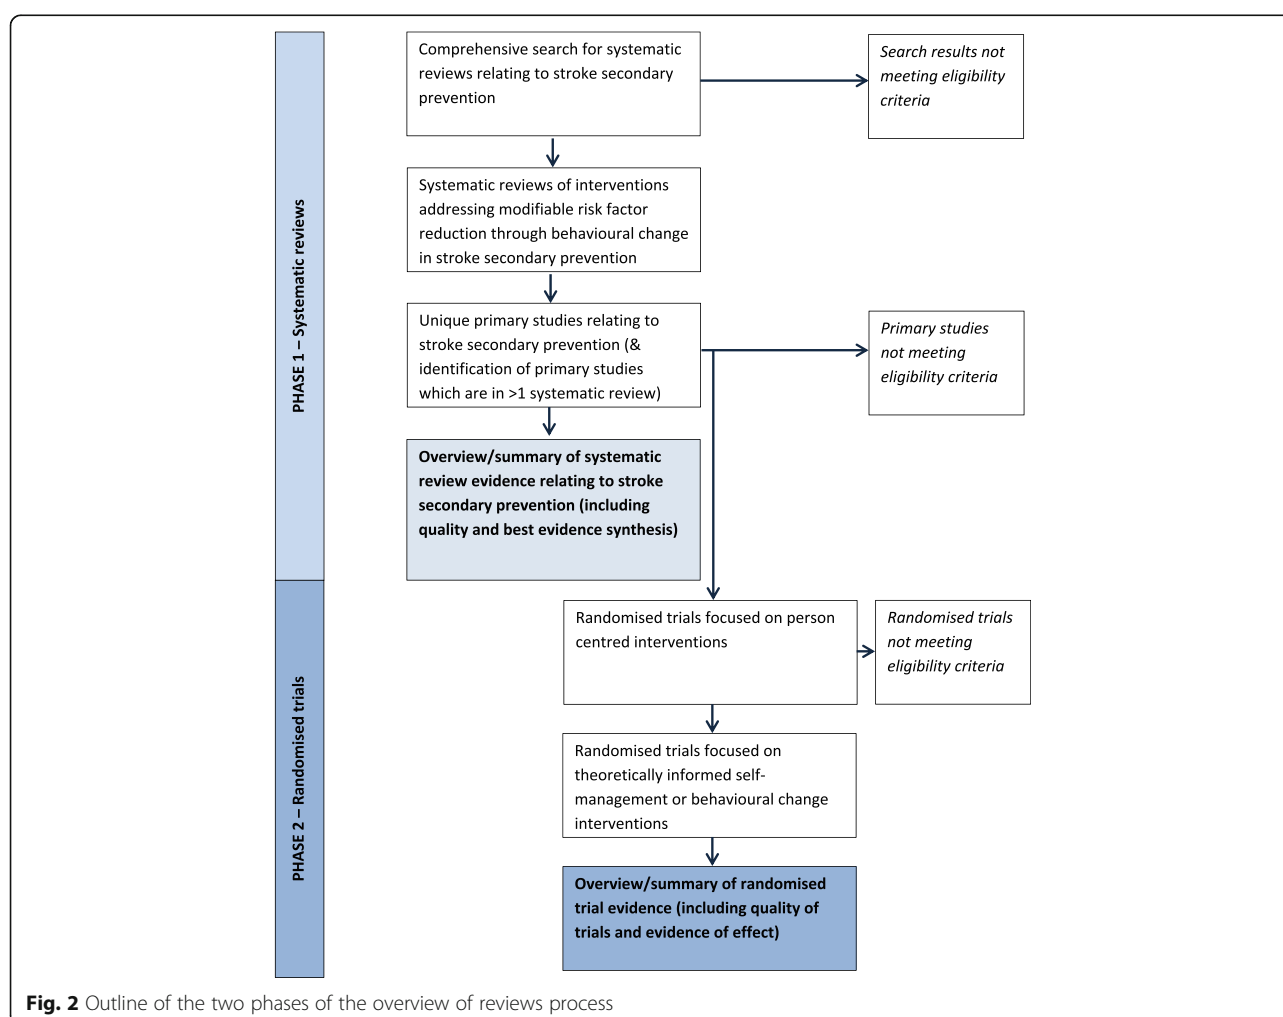 PHASE 1 – Systematic reviews
Comprehensive search for systematic
reviews relating to stroke secondary
prevention
Search results not
meeting eligibility
criteria
Systematic reviews of interventions
addressing modifiable risk factor
reduction through behavioural change
in stroke secondary prevention
Unique primary studies relating to
stroke secondary prevention (&
identification of primary studies
which are in >1 systematic review)
Primary studies
not meeting
eligibility criteria
Overview/summary of systematic
review evidence relating to stroke
secondary prevention (including
quality and best evidence synthesis)
PHASE 2 – Randomised trials
Randomised trials focused on person
centred interventions
Randomised trials
not meeting
eligibility criteria
Randomised trials focused on
theoretically informed self-
management or behavioural change
interventions
Overview/summary of randomised
trial evidence (including quality of
trials and evidence of effect)
Fig. 2 Outline of the two phases of the overview of reviews process